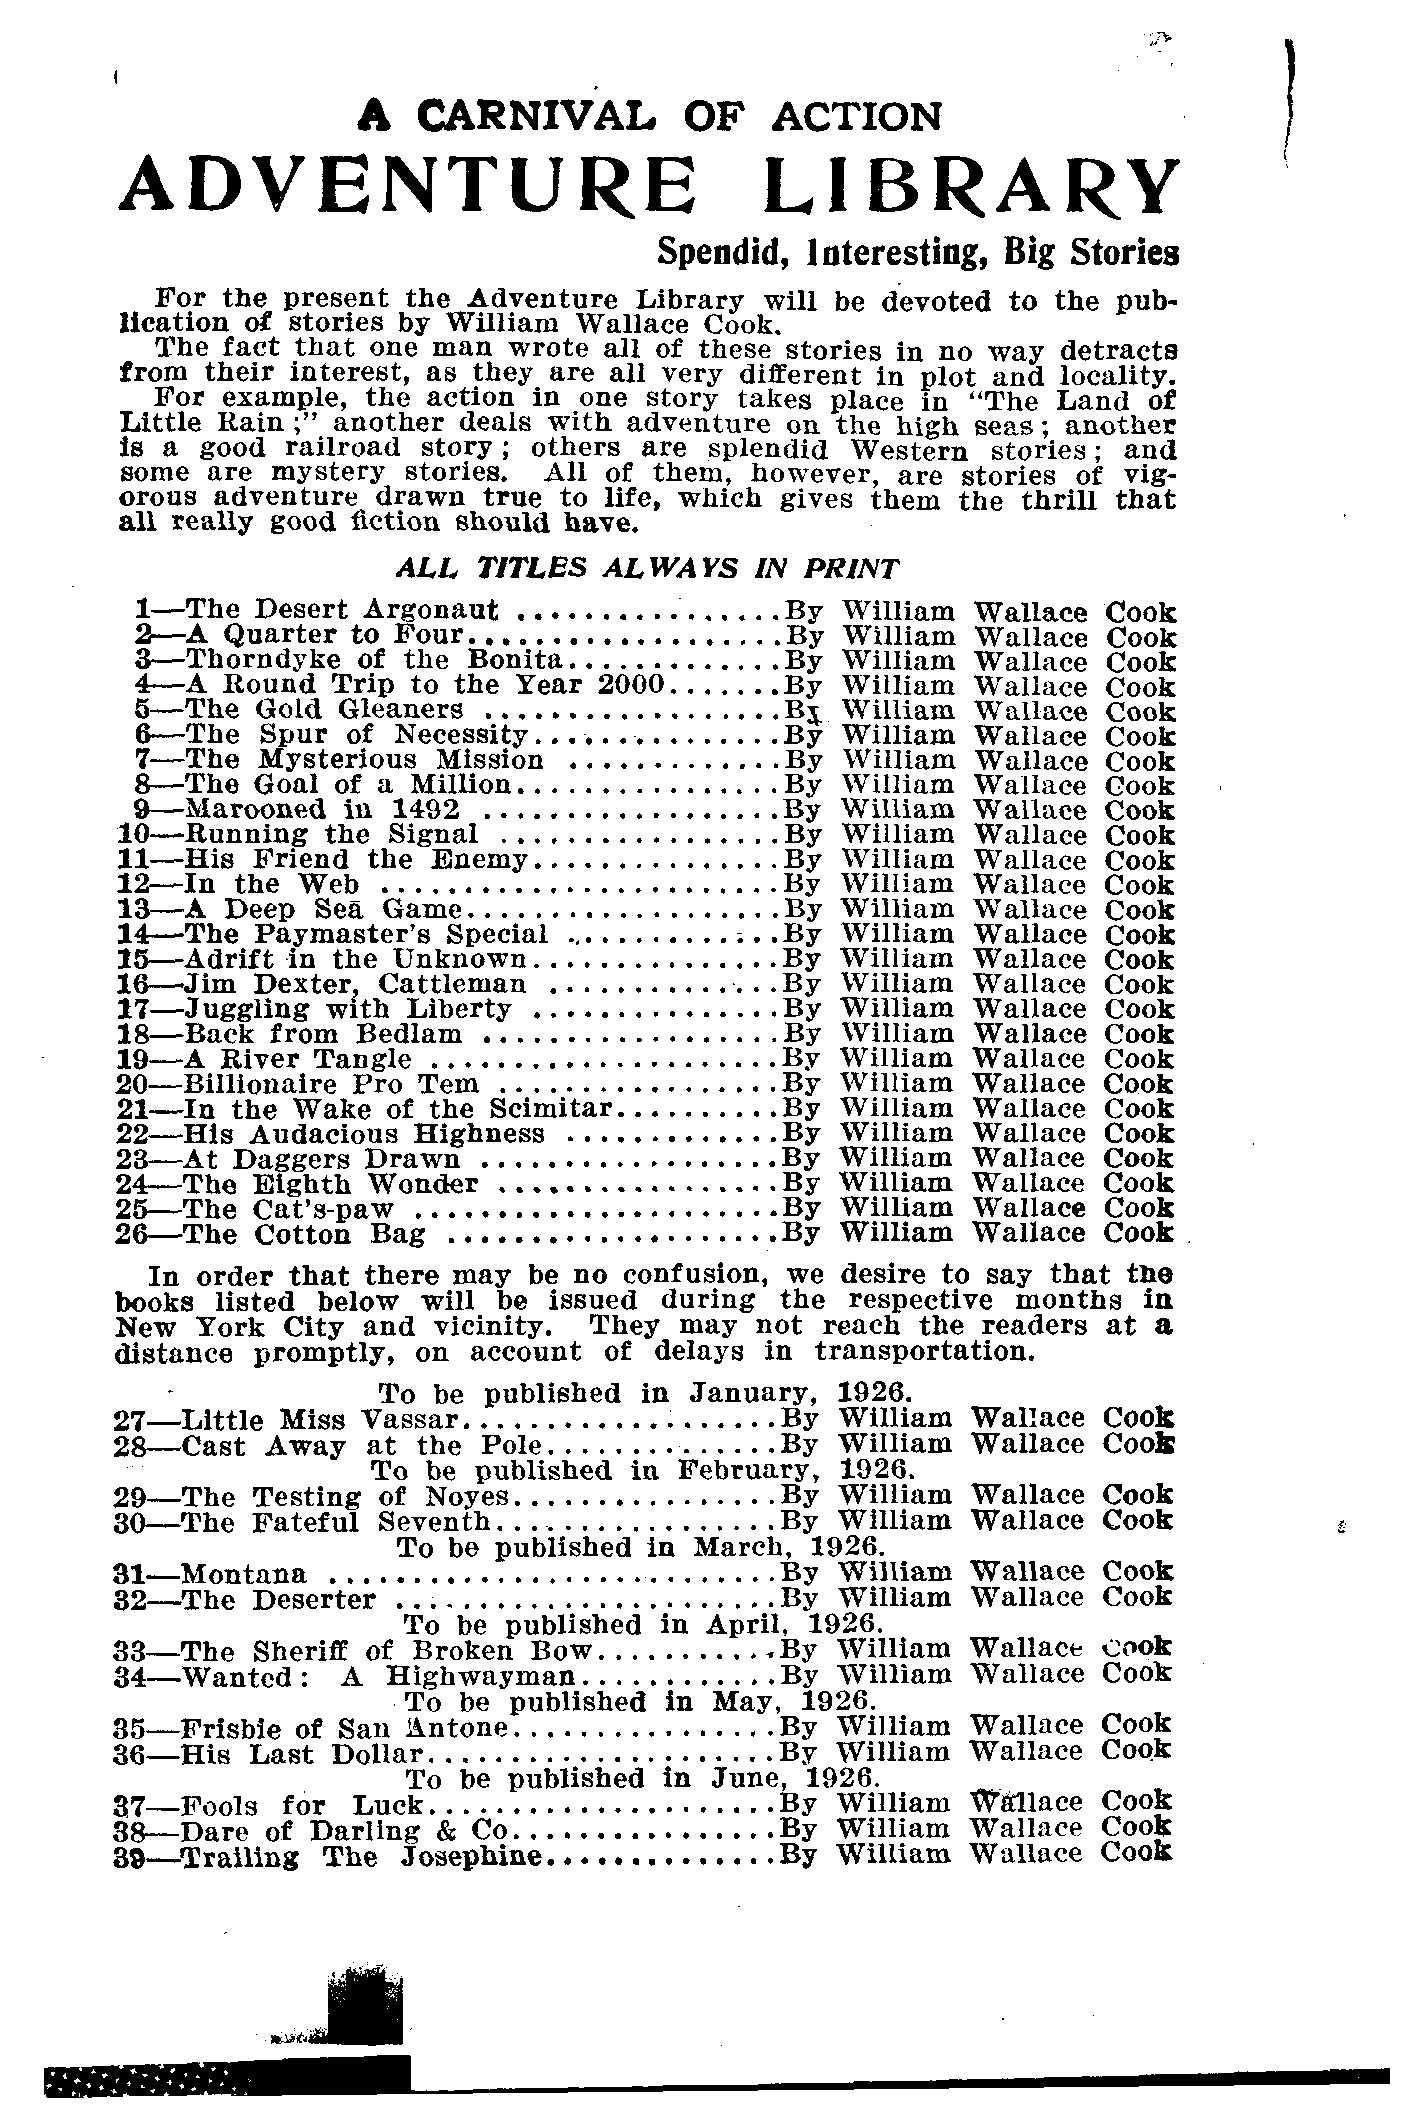 A CARNIVAL OF ACTION
ADVENTURE LIBRARY
Spendid, Interesting, Big Stories
For the present the Adventure Library will be devoted to the pub-
lication of stories by William Wallace Cook.
The fact that one man wrote all of these stories in no way detracts
from their interest, as they are all very different in plot and locality.
For example, the action in one story takes place in "The Land of
Little Rain;" another deals with adventure on the high seas; another
is a good railroad story; others are splendid Western stories; and
some are mystery stories. All of them, however, are stories of vig-
orous adventure drawn true to life, which gives them the thrill that
all really good fiction should have.
ALL TITLES ALWAYS IN PRINT
1—The Desert Argonaut ................By William Wallace Cook
2—A Quarter to Four...................By William Wallace Cook
3—Thorndyke of the Bonita.............By William Wallace Cook
4—A Round Trip to the Year 2000.......By William Wallace Cook
5—The Gold Gleaners ..................By William Wallace Cook
6—The Spur of Necessity...............By William Wallace Cook
7—The Mysterious Mission .............By William Wallace Cook
8—The Goal of a Million................By William Wallace Cook
9—Marooned in 1492 ..................By William Wallace Cook
10—Running the Signal .................By William Wallace Cook
11—His Friend the Enemy...............By William Wallace Cook
12—In the Web ........................By William Wallace Cook
13—A Deep Sea Game...................By William Wallace Cook
14—The Paymaster's Special .............By William Wallace Cook
15—Adrift in the Unknown...............By William Wallace Cook
16—Jim Dexter, Cattleman ..............By William Wallace Cook
17—Juggling with Liberty ...............By William Wallace Cook
18—Back from Bedlam ..................By William Wallace Cook
19—A River Tangle .....................By William Wallace Cook
20—Billionaire Pro Tem .................By William Wallace Cook
21—In the Wake of the Scimitar..........By William Wallace Cook
22—His Audacious Highness .............By William Wallace Cook
23—At Daggers Drawn ..................By William Wallace Cook
24—The Eighth Wonder .................By William Wallace Cook
25—The Cat's-paw ......................By William Wallace Cook
26—The Cotton Bag ....................By William Wallace Cook
In order that there may be no confusion, we desire to say that the
books listed below will be issued during the respective months in
New York City and vicinity. They may not reach the readers at a
distance promptly, on account of delays in transportation.
To be published in January, 1926.
27—Little Miss Vassar...................By William Wallace Cook
28—Cast Away at the Pole..............By William Wallace Cook
To be published in February, 1926.
29—The Testing of Noyes................By William Wallace Cook
30—The Fateful Seventh.................By William Wallace Cook
To be published in March, 1926.
31—Montana ...........................By William Wallace Cook
32—The Deserter .......................By William Wallace Cook
To be published in April, 1926.
33—The Sheriff of Broken Bow...........By William Wallace Cook
34—Wanted: A Highwayman............By William Wallace Cook
To be published in May, 1926.
35—Frisbie of San Antone................By William Wallace Cook
36—His Last Dollar.....................By William Wallace Cook
To be published in June, 1926.
37—Fools for Luck.....................By William Wallace Cook
38—Dare of Darling & Co................By William Wallace Cook
39—Trailing The Josephine..............By William Wallace Cook